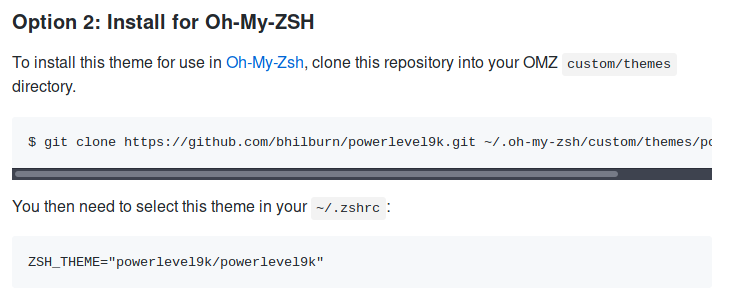 Option 2: Install for Oh-My-ZSH
To install this theme for use in Oh-My-Zsh, clone this repository into your OMZ custom/themes
directory.
$ git clone https://github.com/bhilburn/powerlevel9k.git ~/.oh-my-zsh/custom/themes/po
You then need to select this theme in your ~/.zshrc:
ZSH_THEME="powerlevel9k/powerlevel9k"